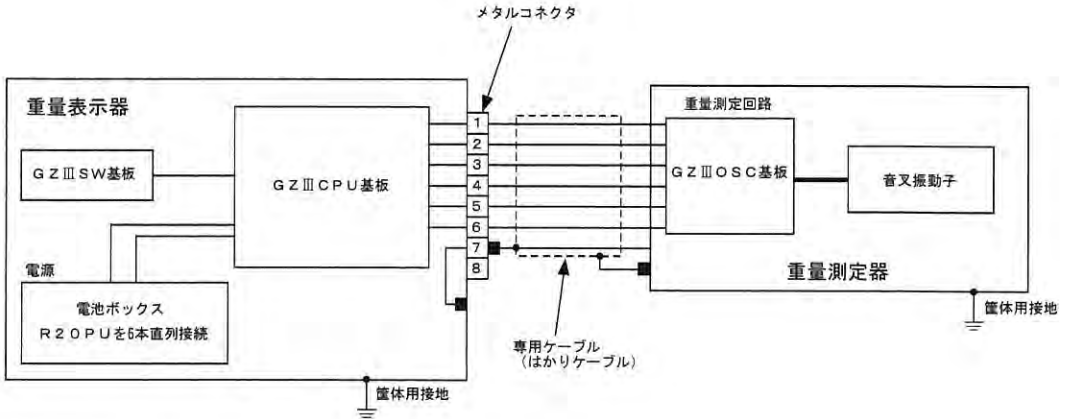 メタルコネクタ
重量表示器
GZⅢSW基板
GZⅢCPU基板
電源
電池ボックス
R20PUを6本直列接続
1
2
3
4
5
6
7
8
重量測定回路
GZⅢOSC基板
音叉振動子
重量測定器
筐体用接地
専用ケーブル
(はかりケーブル)
筐体用接地